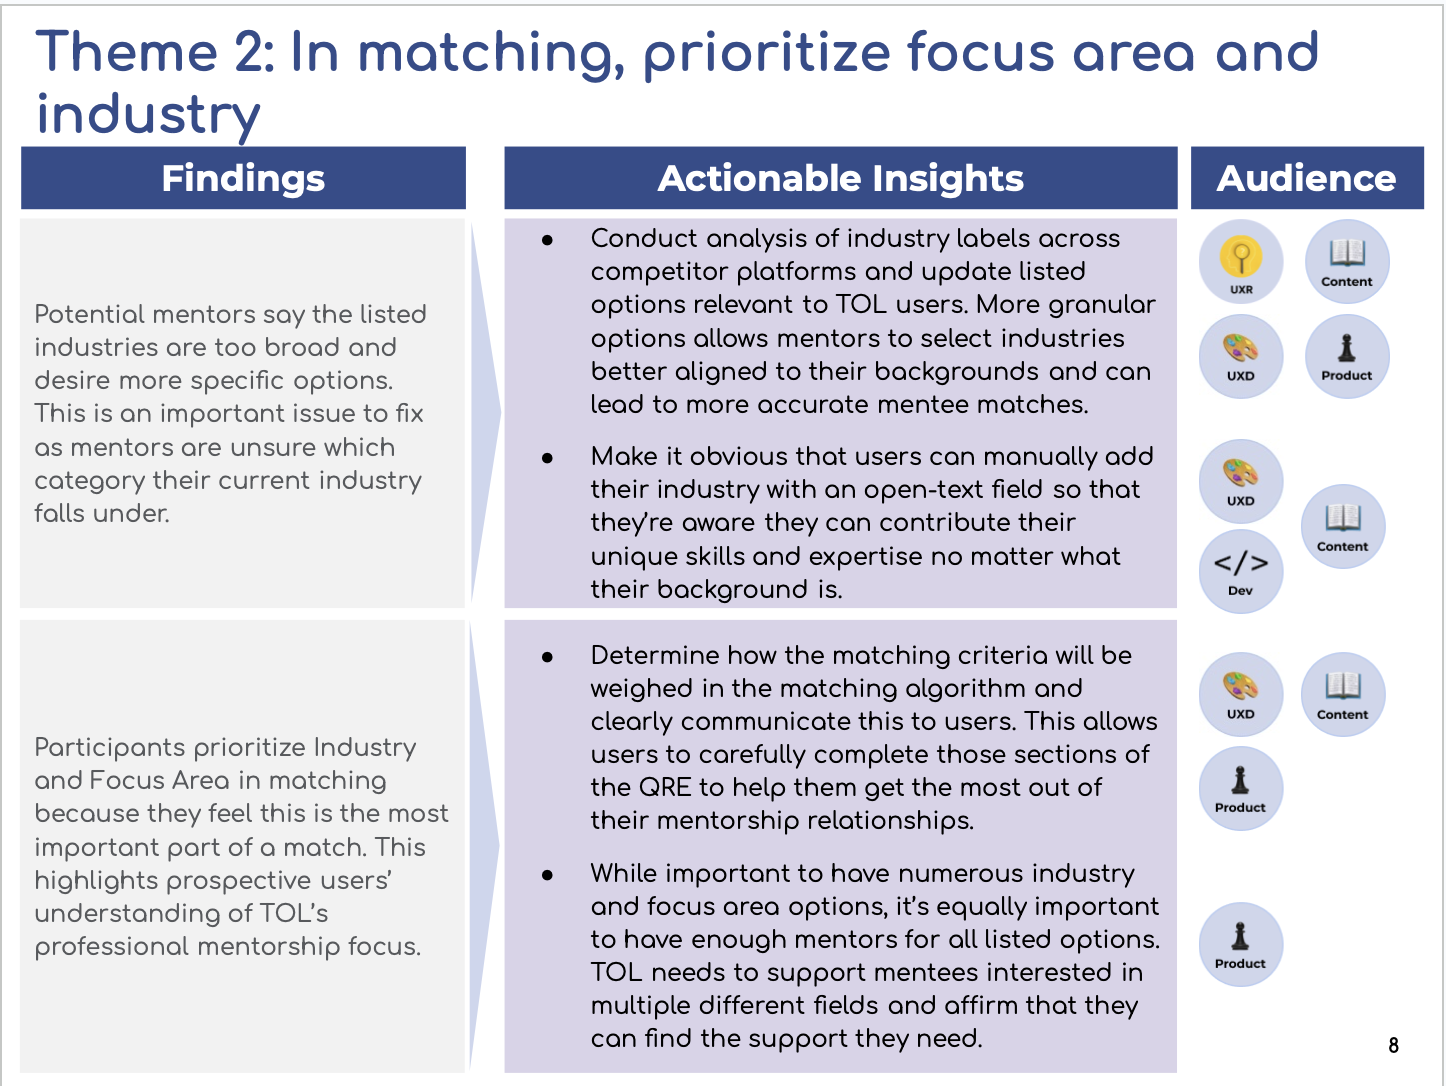 Theme 2: In matching, prioritize focus area and
industry
Findings
Actionable Insights
Audience
Potential mentors say the listed
industries are too broad and
desire more specific options.
This is an important issue to fix
as mentors are unsure which
category their current industry
falls under.
● Conduct analysis of industry labels across
competitor platforms and update listed
options relevant to TOL users. More granular
options allows mentors to select industries
better aligned to their backgrounds and can
lead to more accurate mentee matches.
● Make it obvious that users can manually add
their industry with an open-text field so that
they’re aware they can contribute their
unique skills and expertise no matter what
their background is.
UXR
Content
UXD
Product
UXD
Content
</>
Dev
Participants prioritize Industry
and Focus Area in matching
because they feel this is the most
important part of a match. This
highlights prospective users’
understanding of TOL’s
professional mentorship focus.
● Determine how the matching criteria will be
weighed in the matching algorithm and
clearly communicate this to users. This allows
users to carefully complete those sections of
the QRE to help them get the most out of
their mentorship relationships.
● While important to have numerous industry
and focus area options, it’s equally important
to have enough mentors for all listed options.
TOL needs to support mentees interested in
multiple different fields and affirm that they
can find the support they need.
UXD
Content
Product
Product
8